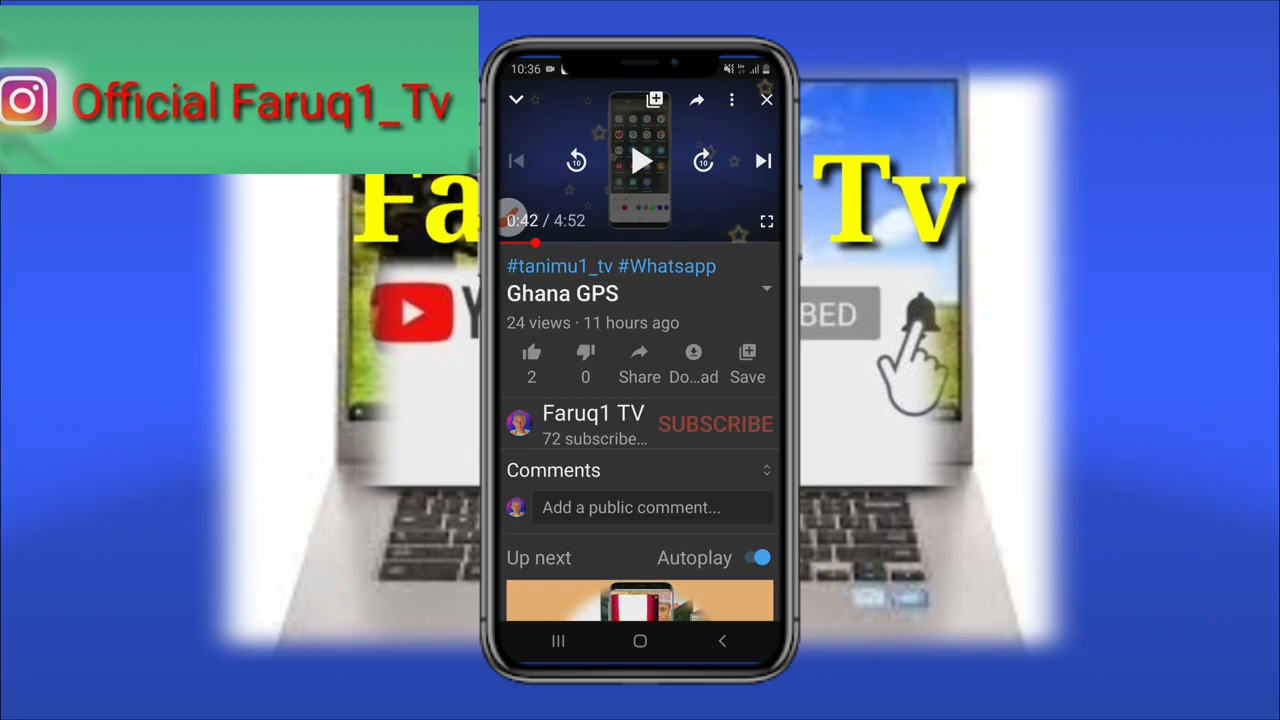 Official Faruq1_Tv
Fa
Tv
BED
10:36
10
10
0:42 / 4:52
#tanimu1_tv #Whatsapp
Ghana GPS
24 views · 11 hours ago
2
0
Share
Do...ad
Save
Faruq1 TV
SUBSCRIBE
72 subscribe...
Comments
Add a public comment...
Up next
Autoplay